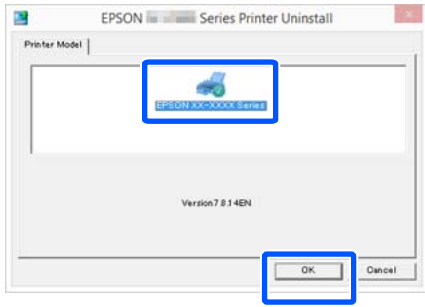 EPSON Series Printer Uninstall
Printer Model
EPSON XX-XXXX Series
Version7.8.14EN
OK Cancel